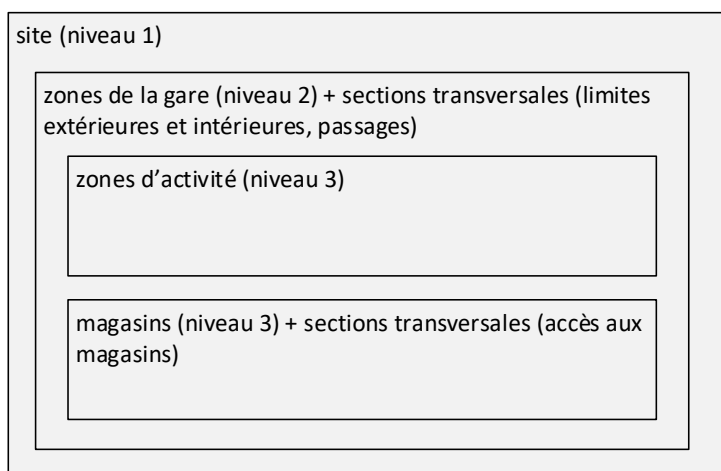 site (niveau 1)
zones de la gare (niveau 2) + sections transversales (limites
extérieures et intérieures, passages)
zones d’activité (niveau 3)
magasins (niveau 3) + sections transversales (accès aux
magasins)